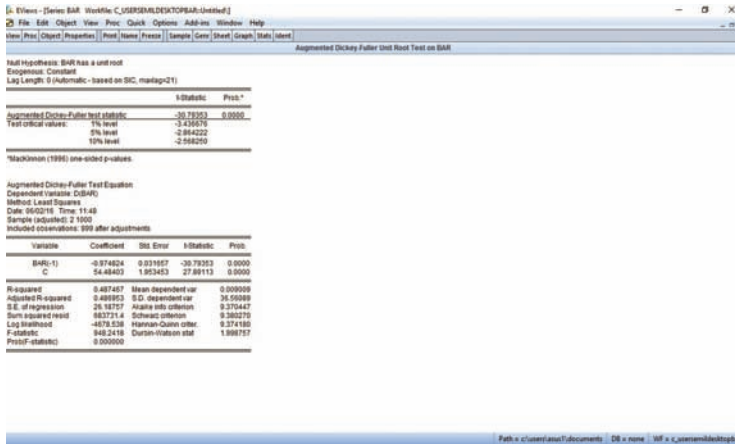 EViews - [Series: BAR Workfile: C_USERSEMILDESKTOPBAR::Untitled\]
File Edit Object View Proc Quick Options Add-ins Window Help
View Proc Object Properties Print Name Freeze Sample Genr Sheet Graph Stats Ident
Augmented Dickey-Fuller Unit Root Test on BAR
Null Hypothesis: BAR has a unit root
Exogenous: Constant
Lag Length: 0 (Automatic - based on SIC, maxlag=21)
t-Statistic Prob.*
Augmented Dickey-Fuller test statistic -30.79353 0.0000
Test critical values: 1% level -3.436676
5% level -2.864222
10% level -2.568250
*MacKinnon (1996) one-sided p-values.
Augmented Dickey-Fuller Test Equation
Dependent Variable: D(BAR)
Method: Least Squares
Date: 06/02/16 Time: 11:48
Sample (adjusted): 2 1000
Included observations: 999 after adjustments
Variable Coefficient Std. Error t-Statistic Prob.
BAR(-1) -0.974824 0.031657 -30.79353 0.0000
C 54.48403 1.953453 27.89113 0.0000
R-squared 0.487467 Mean dependent var 0.009009
Adjusted R-squared 0.486953 S.D. dependent var 36.56089
S.E. of regression 26.18757 Akaike info criterion 9.370447
Sum squared resid 683731.4 Schwarz criterion 9.380270
Log likelihood -4678.538 Hannan-Quinn criter. 9.374180
F-statistic 948.2418 Durbin-Watson stat 1.998757
Prob(F-statistic) 0.000000
Path = c:\users\asus1\documents DB = none WF = c_usersemildesktopb